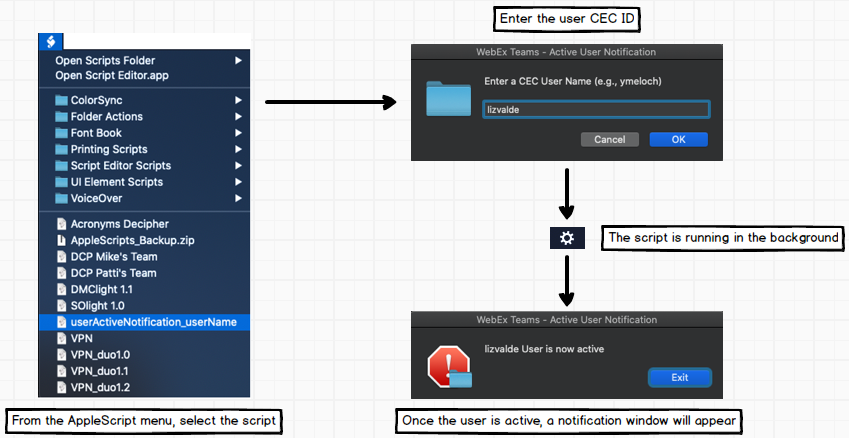 Enter the user CEC ID
Open Scripts Folder
Open Script Editor.app
ColorSync
Folder Actions
Font Book
Printing Scripts
Script Editor Scripts
UI Element Scripts
VoiceOver
Acronyms Decipher
AppleScripts_Backup.zip
DCP Mike's Team
DCP Patti's Team
DMClight 1.1
SOlight 1.0
userActiveNotification_userName
VPN
VPN_duo1.0
VPN_duo1.1
VPN_duo1.2
From the AppleScript menu, select the script
WebEx Teams - Active User Notification
Enter a CEC User Name (e.g., ymeloch)
lizvalde
Cancel
OK
The script is running in the background
WebEx Teams - Active User Notification
lizvalde User is now active
Exit
Once the user is active, a notification window will appear